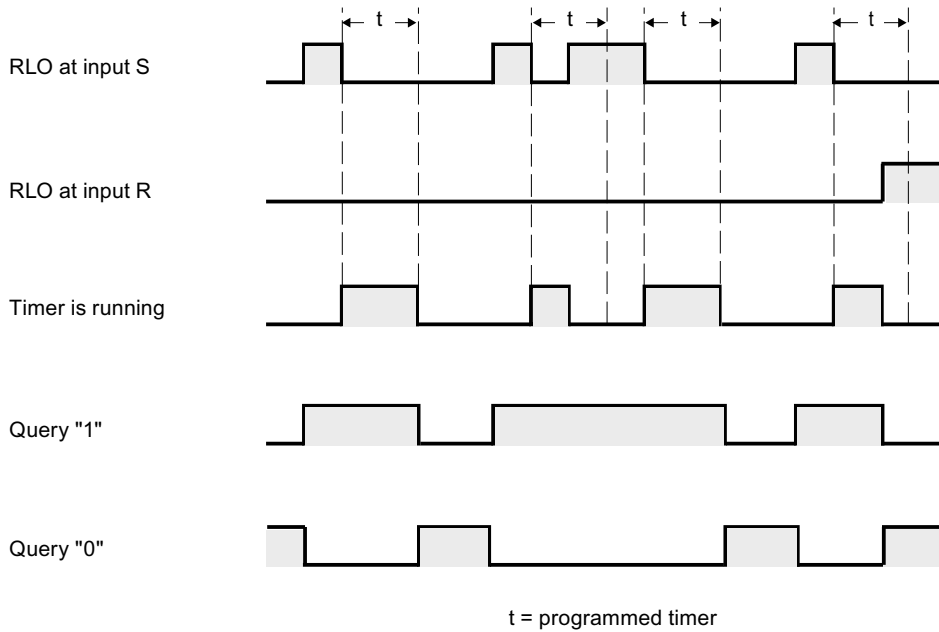 t t t t
RLO at input S
RLO at input R
Timer is running
Query "1"
Query "0"
t = programmed timer